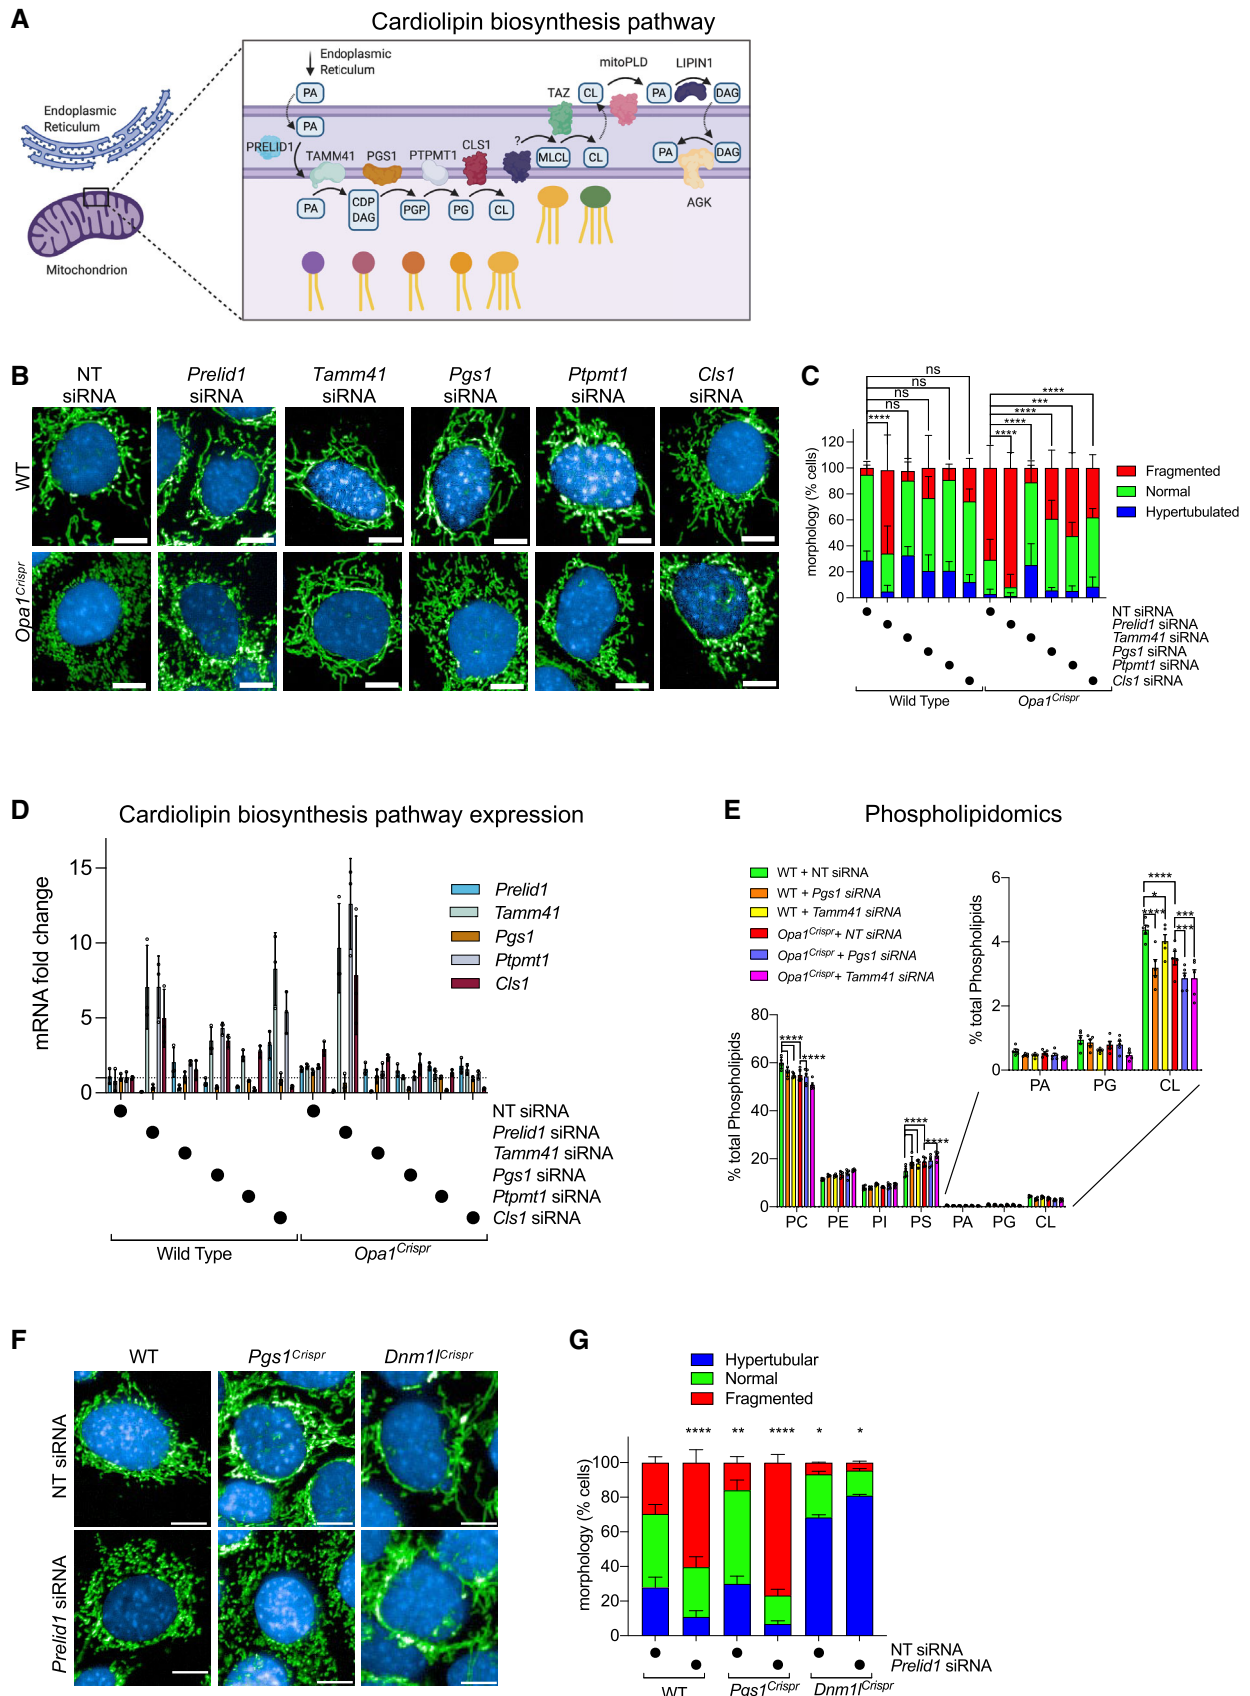 A
Cardiolipin biosynthesis pathway
Endoplasmic
Reticulum
Endoplasmic
Reticulum
Mitochondrion
PA
PA
PRELID1
TAMM41
PGS1
PTPMT1
CLS1
?
TAZ
CL
mitoPLD
PA
LIPIN1
DAG
MLCL
CL
PA
DAG
AGK
PA
CDP
DAG
PGP
PG
CL
B
NT
siRNA
Prelid1
siRNA
Tamm41
siRNA
Pgs1
siRNA
Ptpmt1
siRNA
Cls1
siRNA
WT
Opa1Crispr
C
ns
ns
ns
****
****
***
****
****
****
morphology (% cells)
120
100
80
60
40
20
0
Fragmented
Normal
Hypertubulated
NT siRNA
Prelid1 siRNA
Tamm41 siRNA
Pgs1 siRNA
Ptpmt1 siRNA
Cls1 siRNA
Wild Type
Opa1Crispr
D
Cardiolipin biosynthesis pathway expression
mRNA fold change
15
10
5
0
Prelid1
Tamm41
Pgs1
Ptpmt1
Cls1
NT siRNA
Prelid1 siRNA
Tamm41 siRNA
Pgs1 siRNA
Ptpmt1 siRNA
Cls1 siRNA
Wild Type
Opa1Crispr
E
Phospholipidomics
WT + NT siRNA
WT + Pgs1 siRNA
WT + Tamm41 siRNA
Opa1Crispr + NT siRNA
Opa1Crispr + Pgs1 siRNA
Opa1Crispr + Tamm41 siRNA
% total Phospholipids
6
4
2
0
****
*
****
***
***
PA
PG
CL
% total Phospholipids
80
60
40
20
0
****
****
****
****
PC
PE
PI
PS
PA
PG
CL
F
WT
Pgs1Crispr
Dnm1lCrispr
NT siRNA
Prelid1 siRNA
G
Hypertubular
Normal
Fragmented
morphology (% cells)
100
80
60
40
20
0
****
**
****
*
*
NT siRNA
Prelid1 siRNA
WT
Pgs1Crispr
Dnm1lCrispr